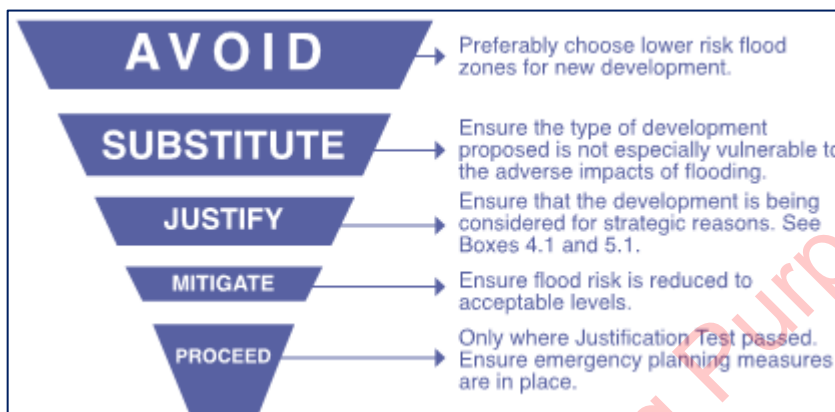 AVOID
Preferably choose lower risk flood
zones for new development.
SUBSTITUTE
Ensure the type of development
proposed is not especially vulnerable to
the adverse impacts of flooding.
JUSTIFY
Ensure that the development is being
considered for strategic reasons. See
Boxes 4.1 and 5.1.
MITIGATE
Ensure flood risk is reduced to
acceptable levels.
PROCEED
Only where Justification Test passed.
Ensure emergency planning measures
are in place.